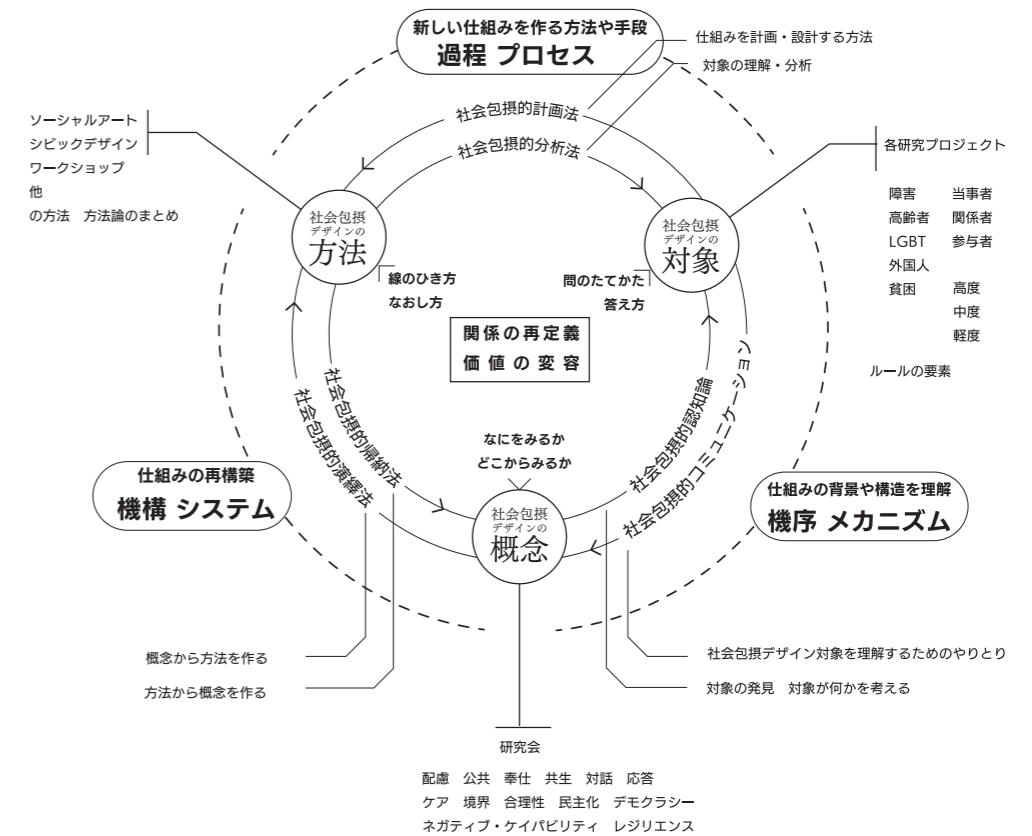 新しい仕組みを作る方法や手段
過程 プロセス
仕組みを計画・設計する方法
対象の理解・分析
社会包摂的計画法
社会包摂的分析法
ソーシャルアート
シビックデザイン
ワークショップ
他
の方法　方法論のまとめ
各研究プロジェクト
障害　当事者
高齢者　関係者
LGBT　参与者
外国人
貧困　高度
中度
軽度
ルールの要素
社会包摂
デザインの
方法
線のひき方
なおし方
社会包摂
デザインの
対象
問のたてかた
答え方
関係の再定義
価値の変容
社会包摂的帰納法
社会包摂的演繹法
社会包摂的認知論
社会包摂的コミュニケーション
なにをみるか
どこからみるか
社会包摂
デザインの
概念
仕組みの再構築
機構 システム
仕組みの背景や構造を理解
機序 メカニズム
概念から方法を作る
方法から概念を作る
社会包摂デザイン対象を理解するためのやりとり
対象の発見　対象が何かを考える
研究会
配慮　公共　奉仕　共生　対話　応答
ケア　境界　合理性　民主化　デモクラシー
ネガティブ・ケイパビリティ　レジリエンス